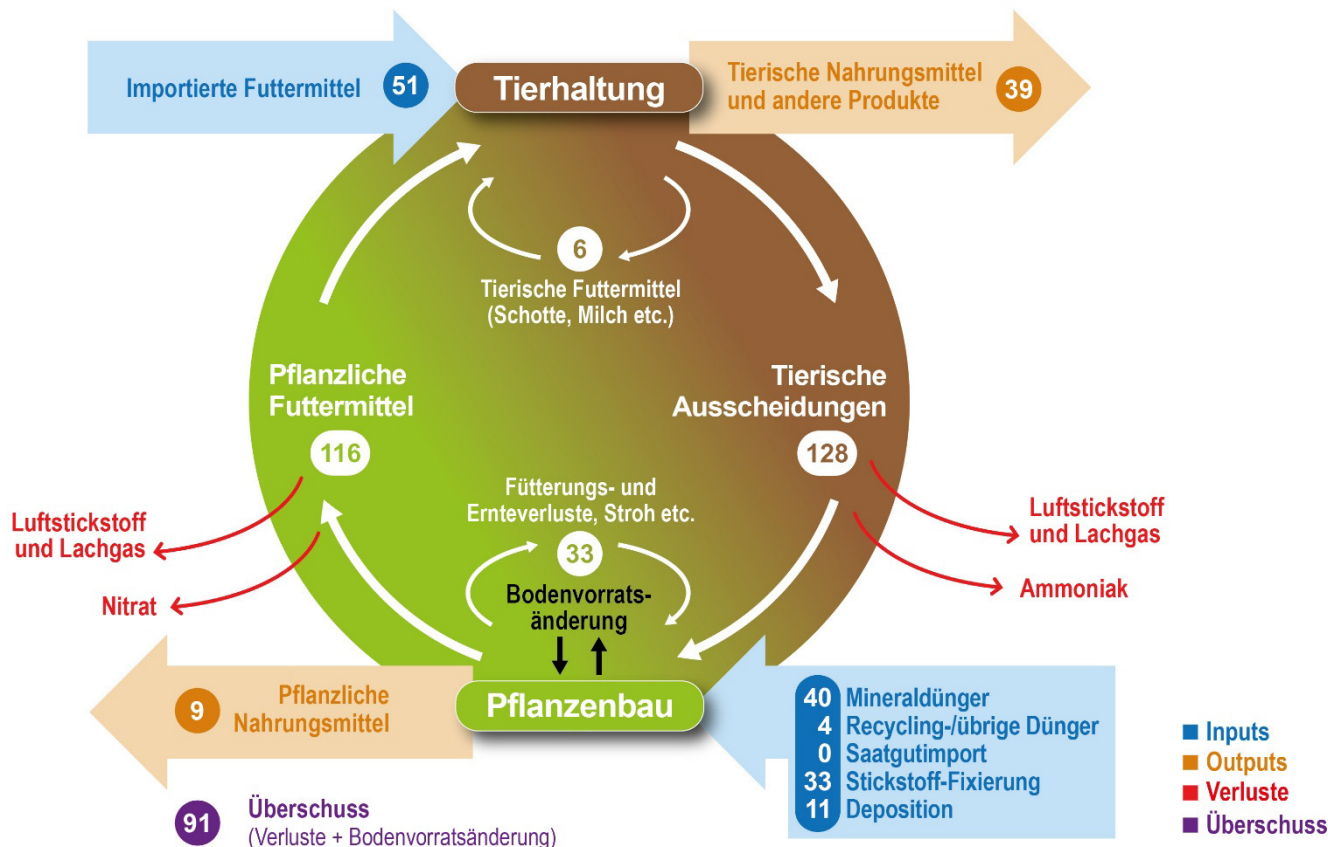 Importierte Futtermittel
51
Tierhaltung
Tierische Nahrungsmittel
und andere Produkte
39
6
Tierische Futtermittel
(Schotte, Milch etc.)
Pflanzliche
Futtermittel
116
Tierische
Ausscheidungen
128
Fütterungs- und
Ernteverluste, Stroh etc.
33
Bodenvorrats-
änderung
Luftstickstoff
und Lachgas
Nitrat
Luftstickstoff
und Lachgas
Ammoniak
9
Pflanzliche
Nahrungsmittel
Pflanzenbau
40 Mineraldünger
4 Recycling-/übrige Dünger
0 Saatgutimport
33 Stickstoff-Fixierung
11 Deposition
91
Überschuss
(Verluste + Bodenvorratsänderung)
Inputs
Outputs
Verluste
Überschuss